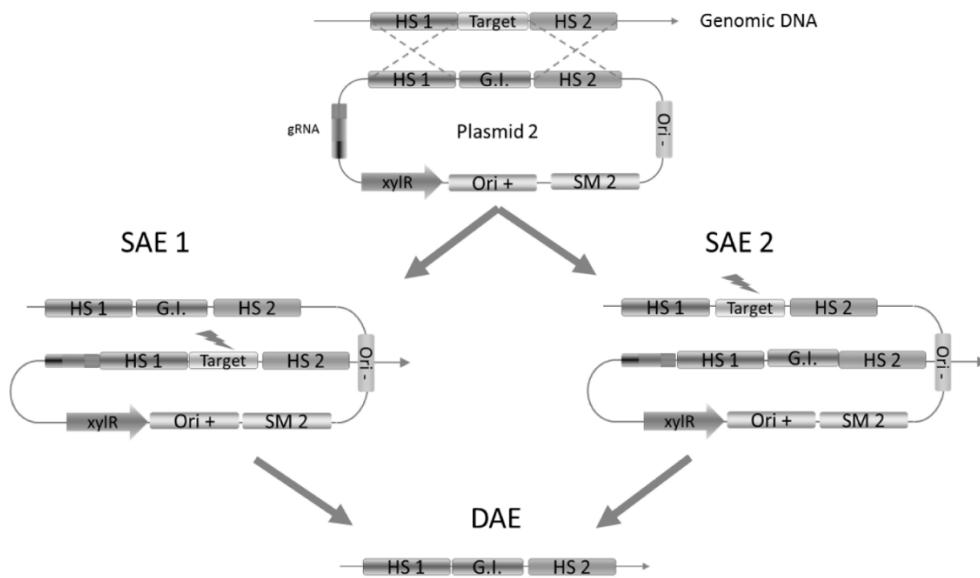 HS 1 Target HS 2 Genomic DNA
HS 1 G.I. HS 2
gRNA Plasmid 2 Ori -
xylR Ori + SM 2
SAE 1 SAE 2
HS 1 G.I. HS 2
HS 1 Target HS 2 Ori -
xylR Ori + SM 2
HS 1 Target HS 2
HS 1 G.I. HS 2 Ori -
xylR Ori + SM 2
DAE
HS 1 G.I. HS 2